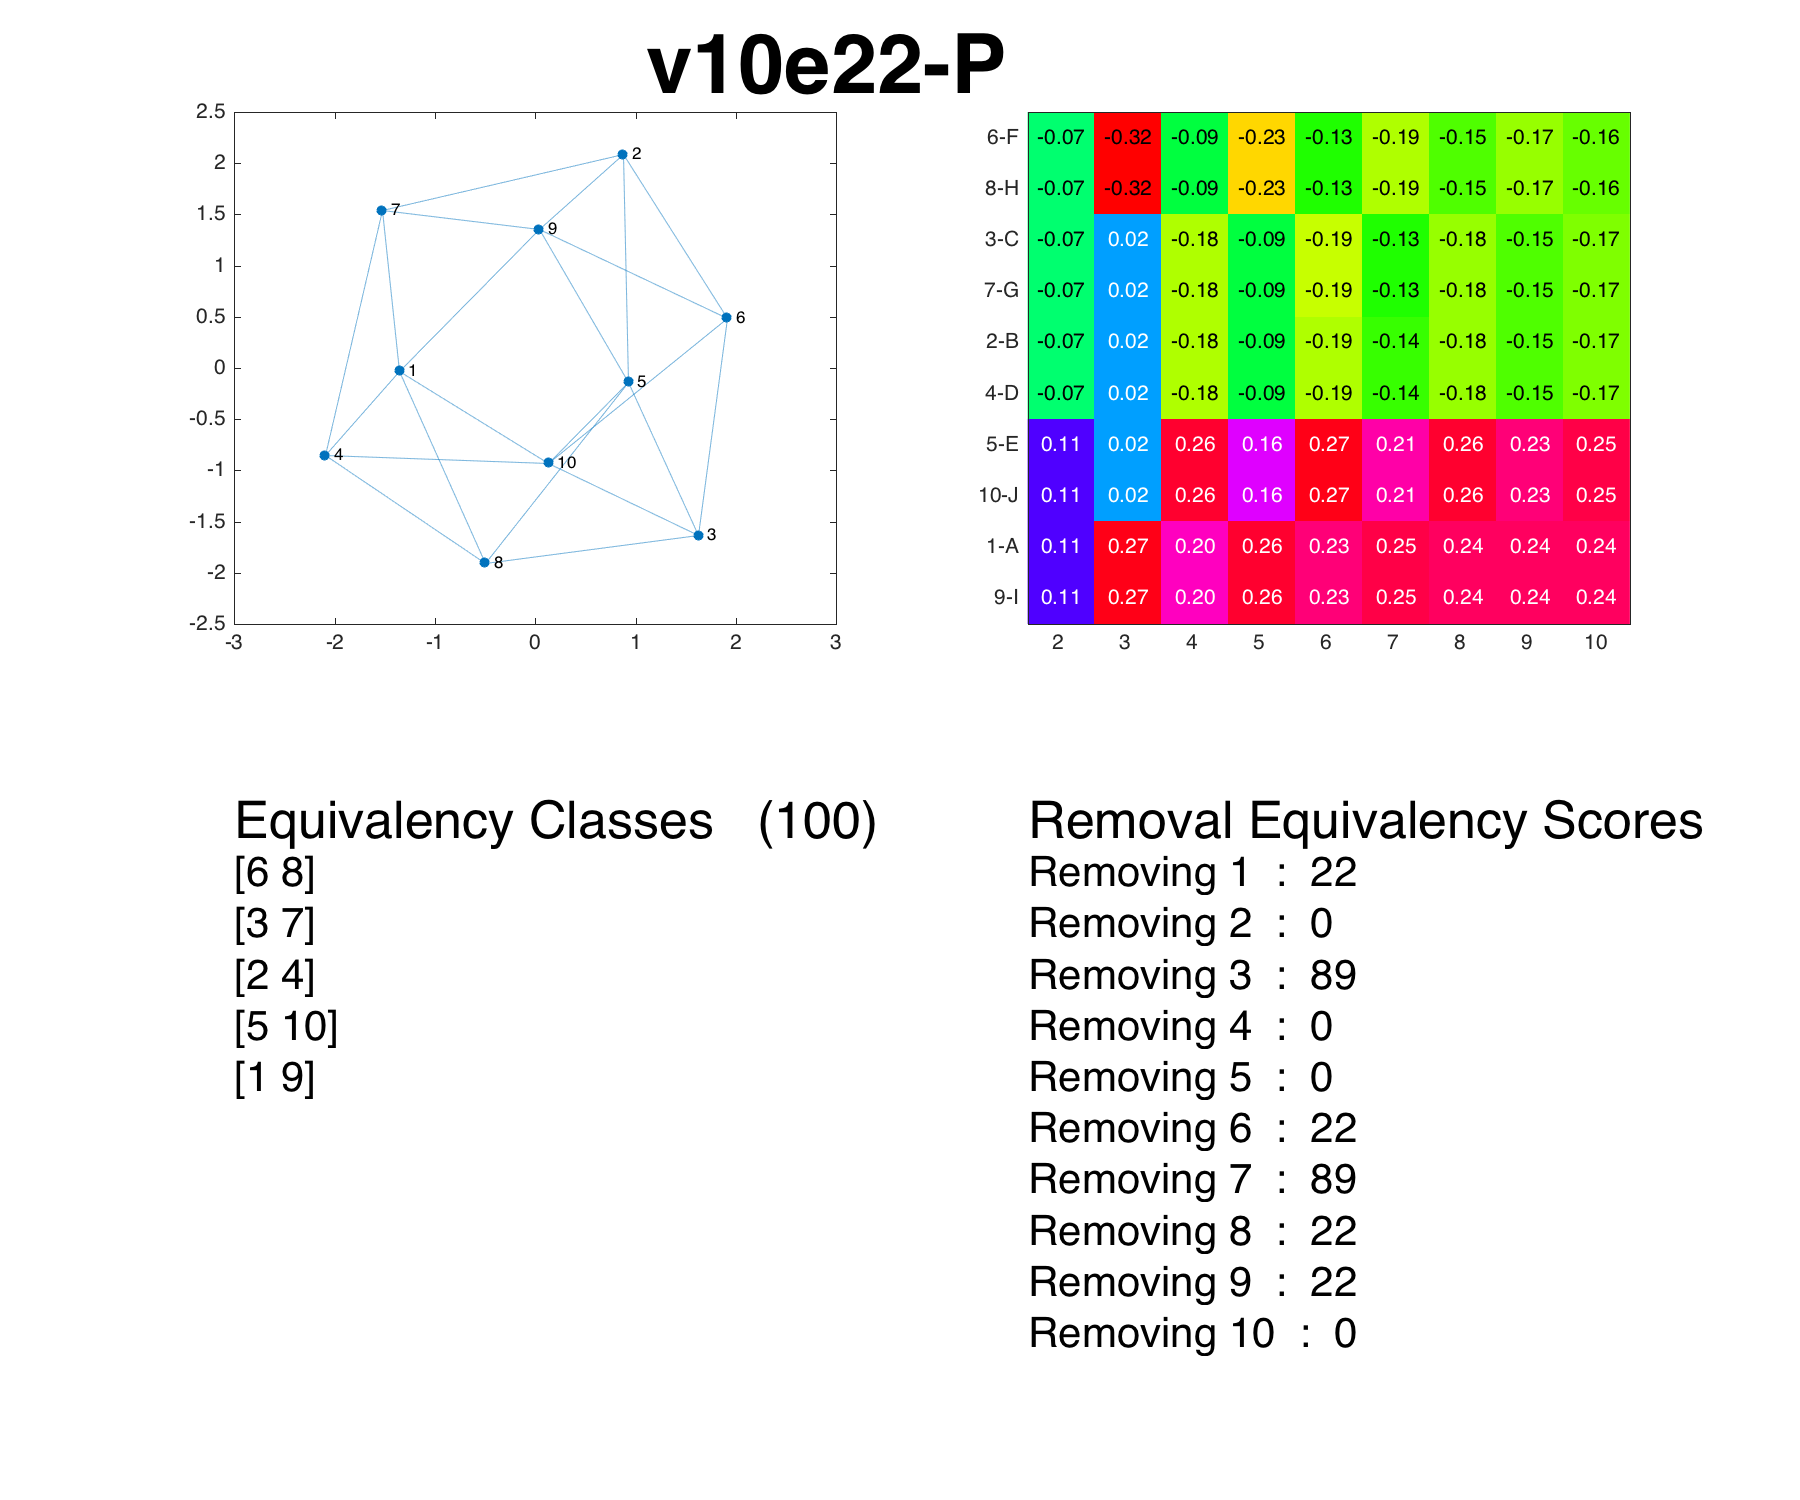 v10e22-P
2.5
2
1.5
1
0.5
0
-0.5
-1
-1.5
-2
-2.5
-3 -2 -1 0 1 2 3
2
7
9
6
1
5
4
10
3
8
6-F -0.07 -0.32 -0.09 -0.23 -0.13 -0.19 -0.15 -0.17 -0.16
8-H -0.07 -0.32 -0.09 -0.23 -0.13 -0.19 -0.15 -0.17 -0.16
3-C -0.07 0.02 -0.18 -0.09 -0.19 -0.13 -0.18 -0.15 -0.17
7-G -0.07 0.02 -0.18 -0.09 -0.19 -0.13 -0.18 -0.15 -0.17
2-B -0.07 0.02 -0.18 -0.09 -0.19 -0.14 -0.18 -0.15 -0.17
4-D -0.07 0.02 -0.18 -0.09 -0.19 -0.14 -0.18 -0.15 -0.17
5-E 0.11 0.02 0.26 0.16 0.27 0.21 0.26 0.23 0.25
10-J 0.11 0.02 0.26 0.16 0.27 0.21 0.26 0.23 0.25
1-A 0.11 0.27 0.20 0.26 0.23 0.25 0.24 0.24 0.24
9-I 0.11 0.27 0.20 0.26 0.23 0.25 0.24 0.24 0.24
2 3 4 5 6 7 8 9 10
Equivalency Classes (100)
[6 8]
[3 7]
[2 4]
[5 10]
[1 9]
Removal Equivalency Scores
Removing 1 : 22
Removing 2 : 0
Removing 3 : 89
Removing 4 : 0
Removing 5 : 0
Removing 6 : 22
Removing 7 : 89
Removing 8 : 22
Removing 9 : 22
Removing 10 : 0